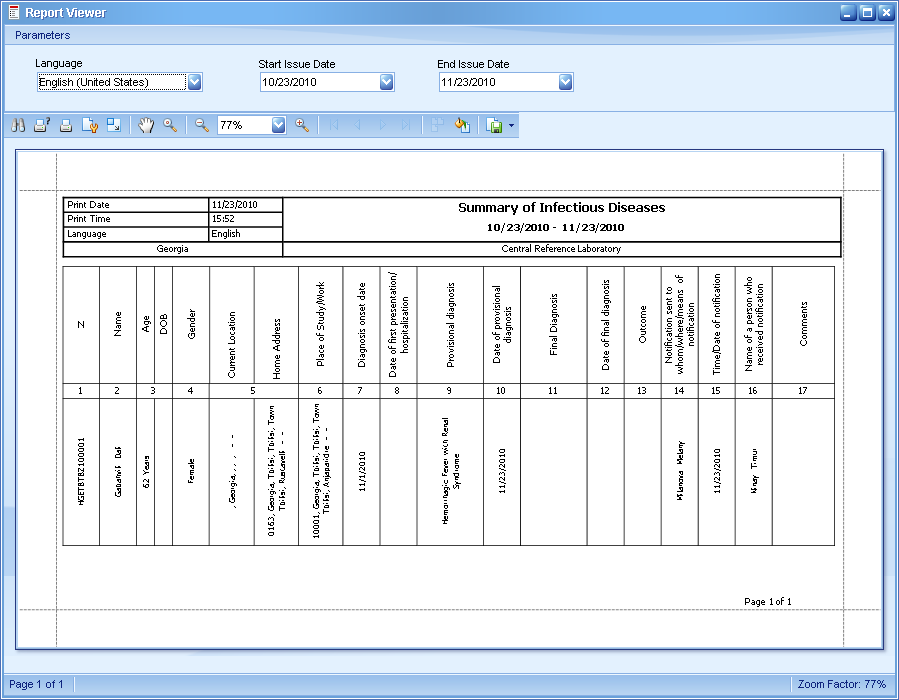 Report Viewer
Parameters
Language
Start Issue Date
End Issue Date
English (United States)
10/23/2010
11/23/2010
77%
Print Date 11/23/2010
Print Time 15:52
Language English
Summary of Infectious Diseases
10/23/2010 - 11/23/2010
Georgia
Central Reference Laboratory
N
Name
Age
DOB
Gender
Current Location
Home Address
Place of Study/Work
Diagnosis onset date
Date of first presentation/
hospitalization
Provisional diagnosis
Date of provisional
diagnosis
Final Diagnosis
Date of final diagnosis
Outcome
Notification sent to
whom/where/means of
notification
Time/Date of notification
Name of a person who
received notification
Comments
1 2 3 4 5 6 7 8 9 10 11 12 13 14 15 16 17
HGETBTBZ100001
62 Years
Female
, Georgia, , , , - -
0163, Georgia, Tbilisi, Tbilisi, Town
Tbilisi, Rustaveli - -
10001, Georgia, Tbilisi, Tbilisi, Town
Tbilisi, - -
11/1/2010
Hemorrhagic Fever with Renal
Syndrome
11/23/2010
Milanova Melany
11/23/2010
Page 1 of 1
Page 1 of 1
Zoom Factor: 77%